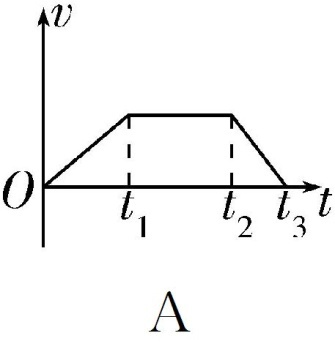 v
O t₁ t₂ t₃ t
A